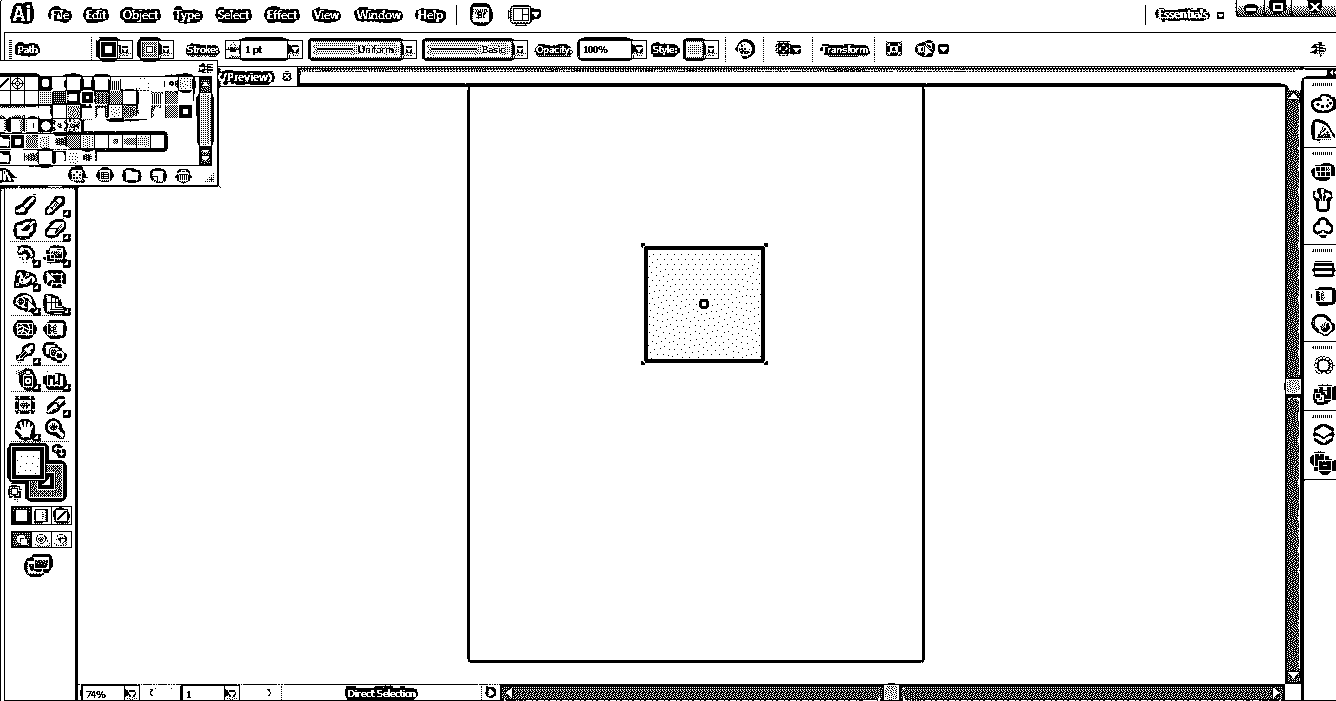 Ai File Edit Object Type Select Effect View Window Help Br Essentials
Path Stroke: 1 pt Uniform Basic Opacity: 100% Style: Transform
/Preview)
74% 1 Direct Selection